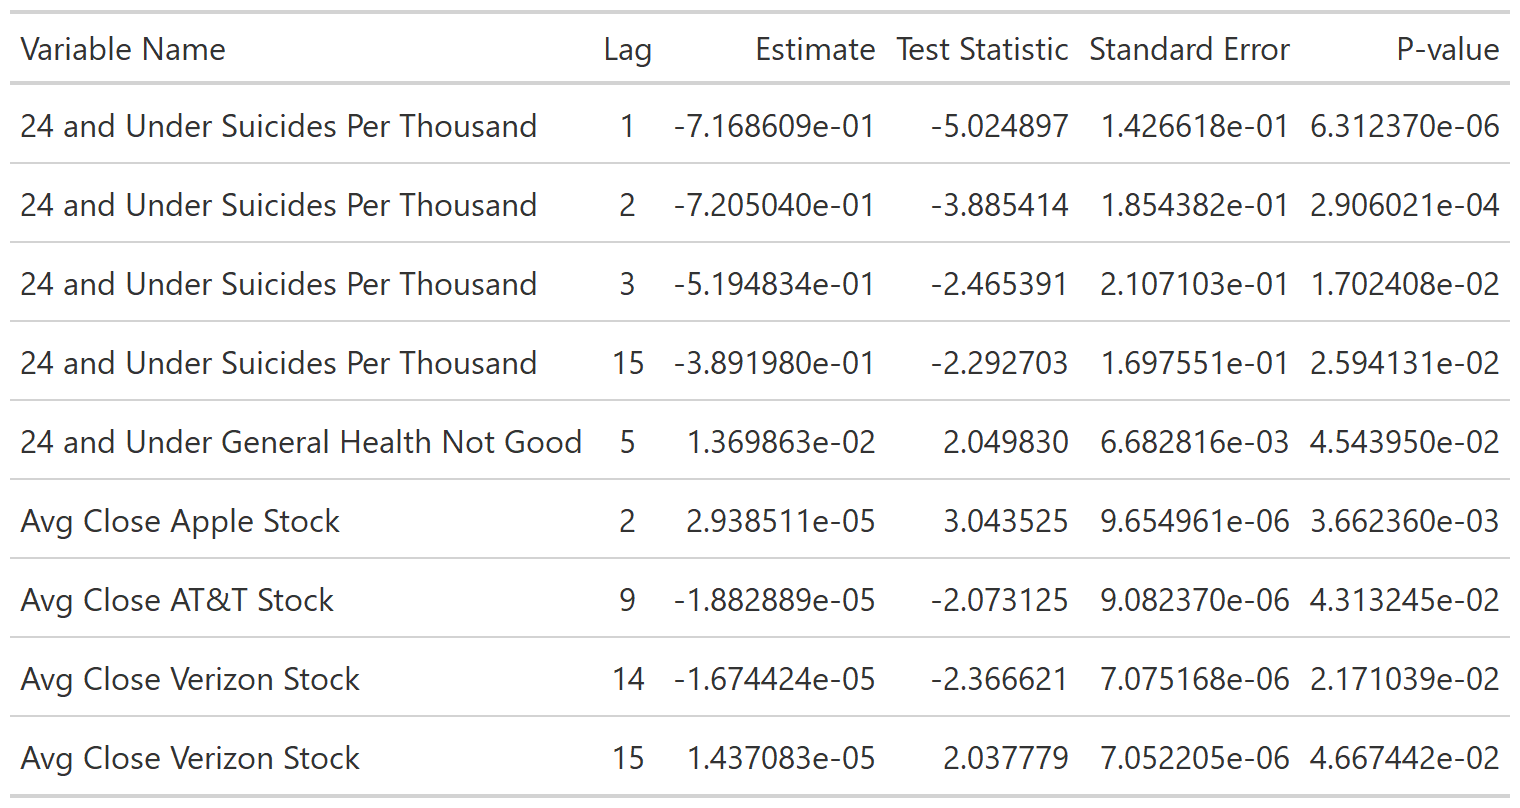 Variable Name Lag Estimate Test Statistic Standard Error P-value
24 and Under Suicides Per Thousand 1 -7.168609e-01 -5.024897 1.426618e-01 6.312370e-06
24 and Under Suicides Per Thousand 2 -7.205040e-01 -3.885414 1.854382e-01 2.906021e-04
24 and Under Suicides Per Thousand 3 -5.194834e-01 -2.465391 2.107103e-01 1.702408e-02
24 and Under Suicides Per Thousand 15 -3.891980e-01 -2.292703 1.697551e-01 2.594131e-02
24 and Under General Health Not Good 5 1.369863e-02 2.049830 6.682816e-03 4.543950e-02
Avg Close Apple Stock 2 2.938511e-05 3.043525 9.654961e-06 3.662360e-03
Avg Close AT&T Stock 9 -1.882889e-05 -2.073125 9.082370e-06 4.313245e-02
Avg Close Verizon Stock 14 -1.674424e-05 -2.366621 7.075168e-06 2.171039e-02
Avg Close Verizon Stock 15 1.437083e-05 2.037779 7.052205e-06 4.667442e-02